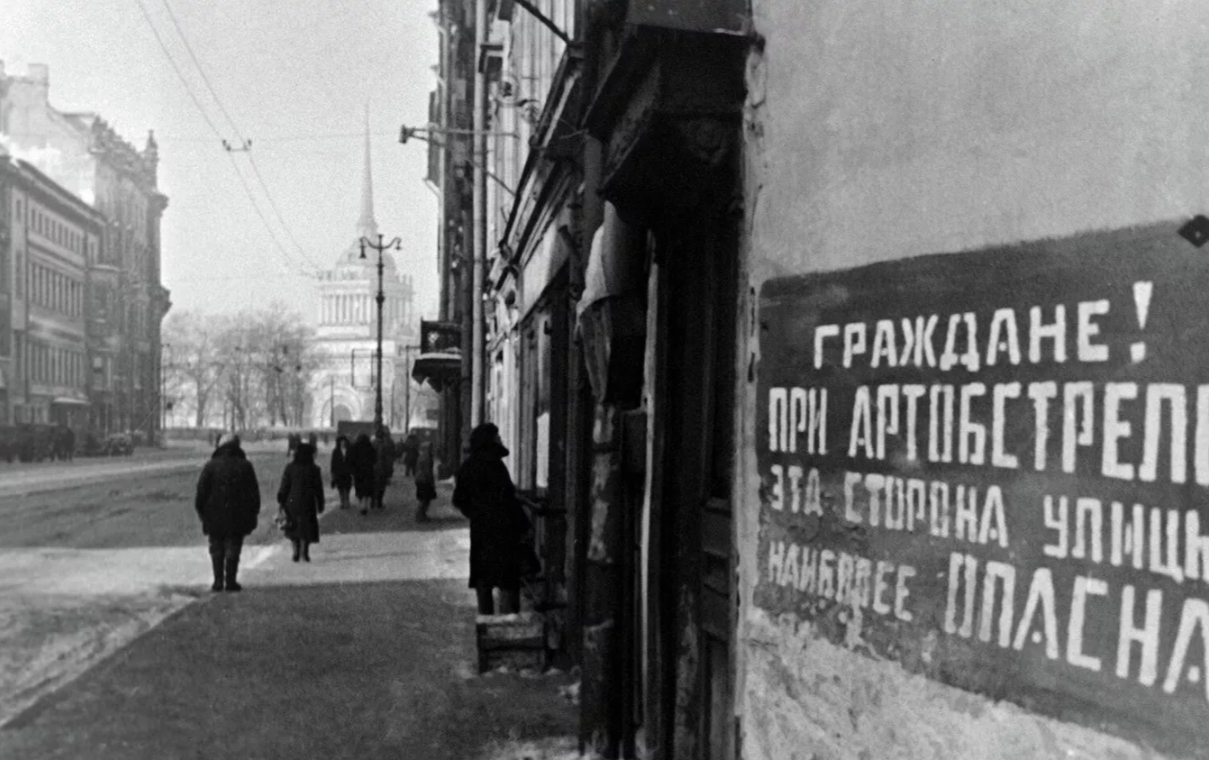 ГРАЖДАНЕ!
ПРИ АРТОБСТРЕЛЕ
ЭТА СТОРОНА УЛИЦЫ
НАИБОЛЕЕ ОПАСНА